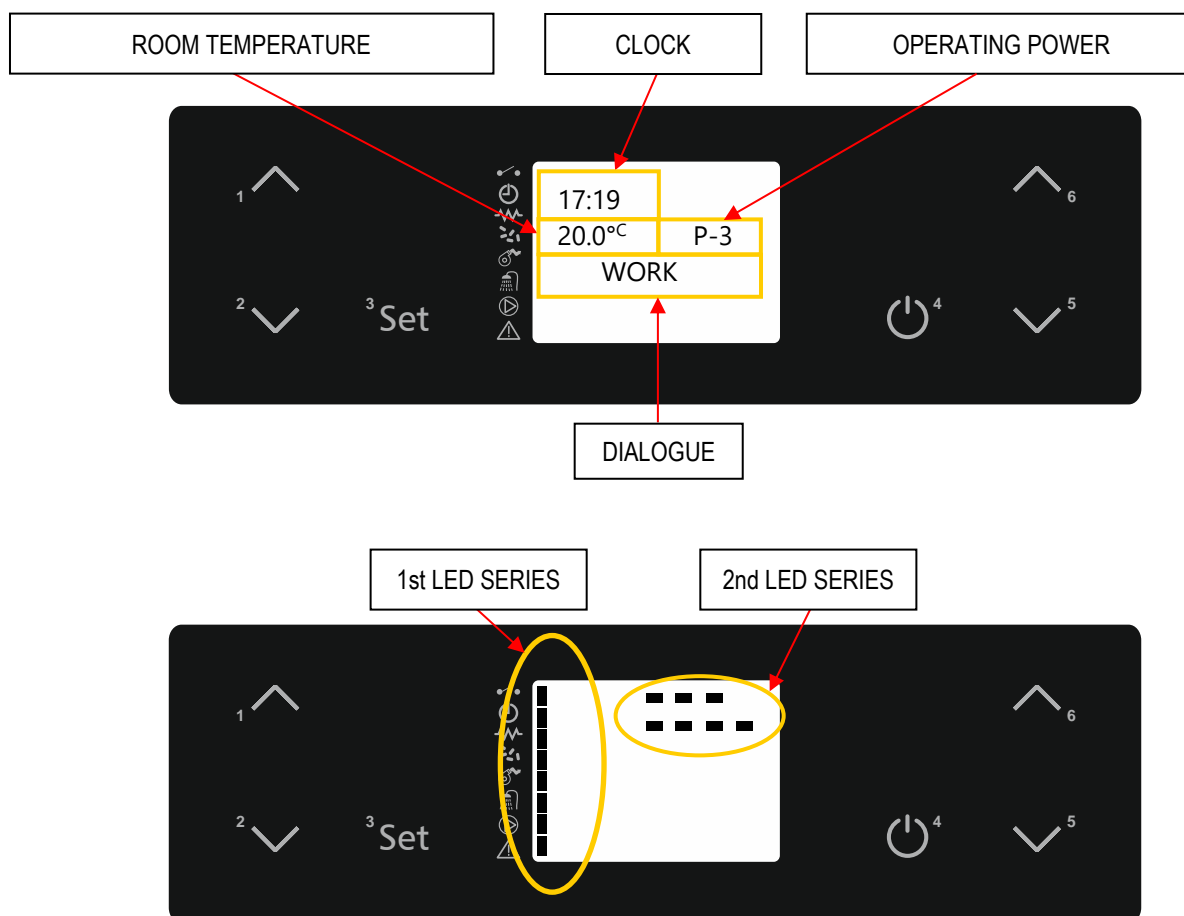 ROOM TEMPERATURE
CLOCK
OPERATING POWER
1
6
17:19
20.0°C
P-3
WORK
2
3 Set
4
5
DIALOGUE
1st LED SERIES
2nd LED SERIES
1
6
2
3 Set
4
5